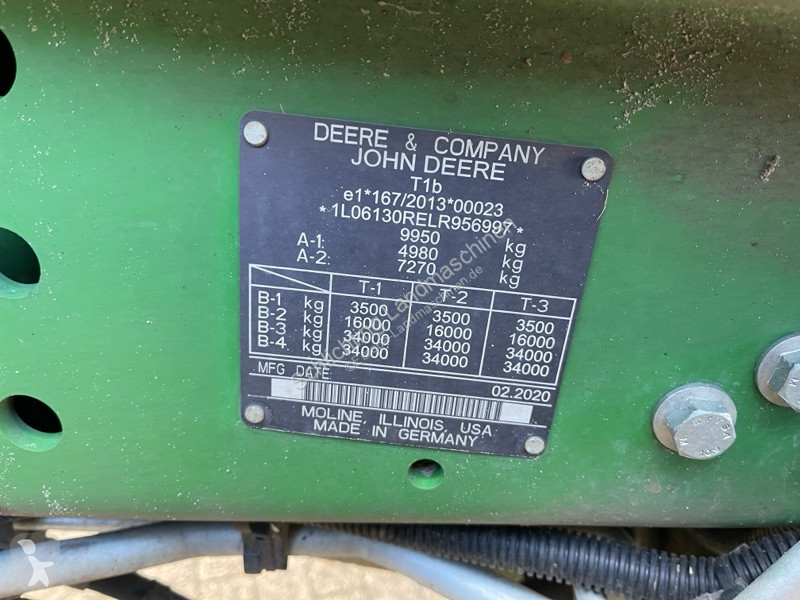 DEERE & COMPANY
JOHN DEERE
T1b
e1*167/2013*00023
*1L06130RELR956997*
9950 kg
A-1: 4980 kg
A-2: 7270 kg
T-1 T-2 T-3
B-1 kg 3500 3500 3500
B-2 kg 16000 16000 16000
B-3 kg 34000 34000 34000
B-4 kg 34000 34000 34000
MFG DATE: 02.2020
MOLINE, ILLINOIS, USA
MADE IN GERMANY